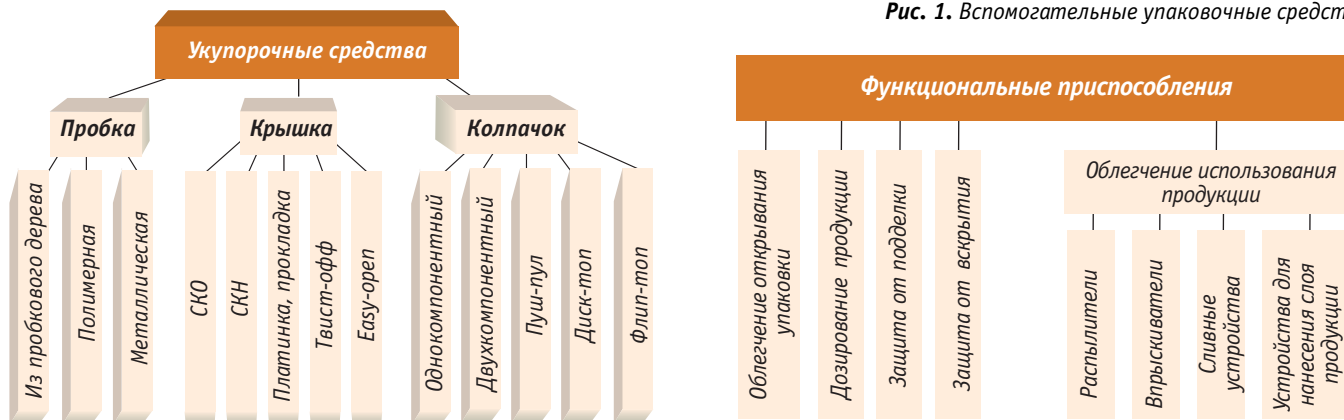 Рис. 1. Вспомогательные упаковочные средст
Укупорочные средства
Пробка
Крышка
Колпачок
Из пробкового дерева
Полимерная
Металлическая
СКО
СКН
Платинка, прокладка
Твист-офф
Easy-open
Однокомпонентный
Двухкомпонентный
Пуш-пул
Диск-топ
Флип-топ
Функциональные приспособления
Облегчение открывания
упаковки
Дозирование продукции
Защита от подделки
Защита от вскрытия
Облегчение использования
продукции
Распылители
Впрыскиватели
Сливные
устройства
Устройства для
нанесения слоя
продукции